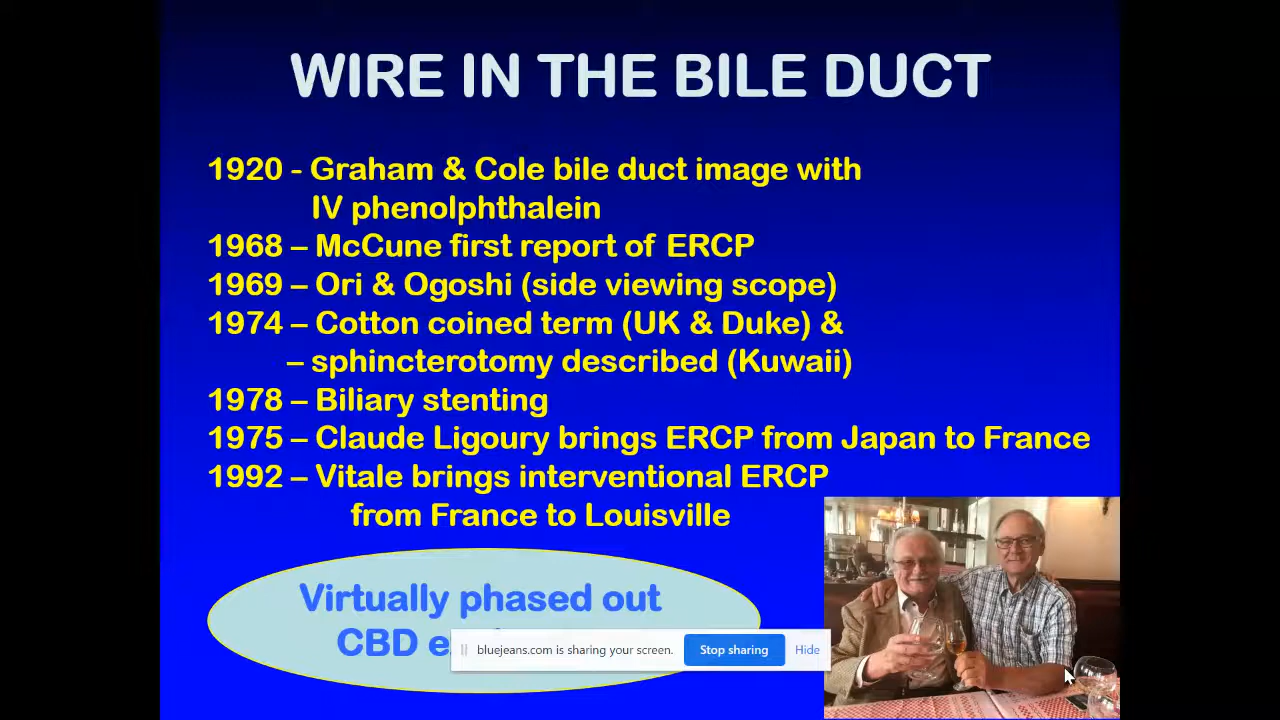 WIRE IN THE BILE DUCT
1920 - Graham & Cole bile duct image with
IV phenolphthalein
1968 – McCune first report of ERCP
1969 – Ori & Ogoshi (side viewing scope)
1974 – Cotton coined term (UK & Duke) &
– sphincterotomy described (Kuwaii)
1978 – Biliary stenting
1975 – Claude Ligoury brings ERCP from Japan to France
1992 – Vitale brings interventional ERCP
from France to Louisville
Virtually phased out
CBD
bluejeans.com is sharing your screen. Stop sharing Hide